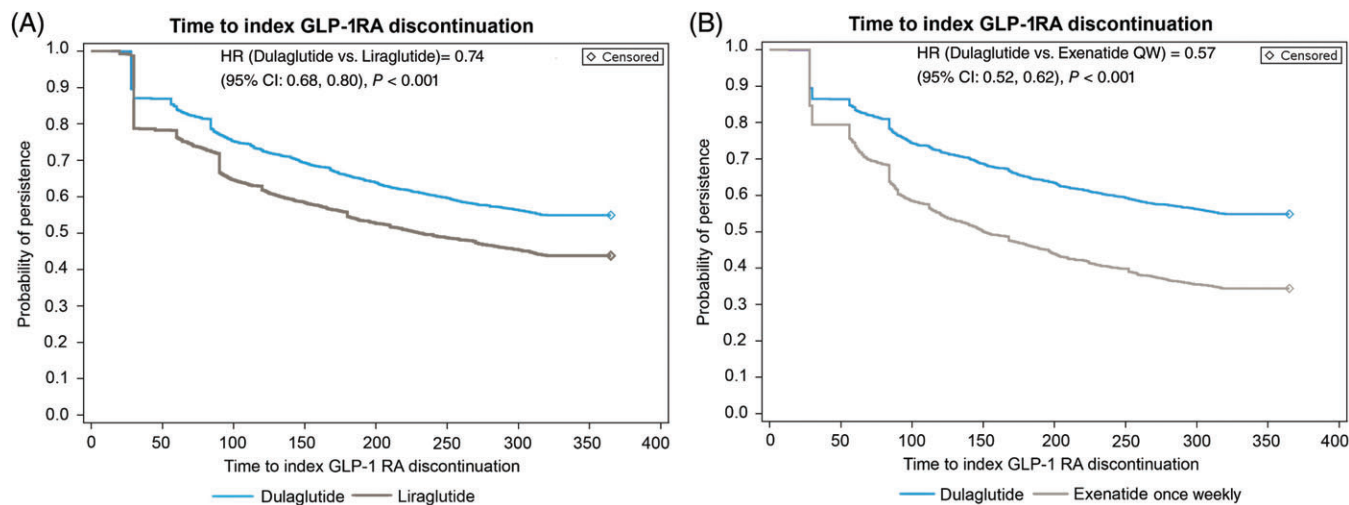 (A)
Time to index GLP-1RA discontinuation
HR (Dulaglutide vs. Liraglutide)= 0.74
(95% CI: 0.68, 0.80), P < 0.001
◇ Censored
Probability of persistence
1.0
0.9
0.8
0.7
0.6
0.5
0.4
0.3
0.2
0.1
0.0
0 50 100 150 200 250 300 350 400
Time to index GLP-1 RA discontinuation
Dulaglutide Liraglutide
(B)
Time to index GLP-1RA discontinuation
HR (Dulaglutide vs. Exenatide QW) = 0.57
(95% CI: 0.52, 0.62), P < 0.001
◇ Censored
Probability of persistence
1.0
0.9
0.8
0.7
0.6
0.5
0.4
0.3
0.2
0.1
0.0
0 50 100 150 200 250 300 350 400
Time to index GLP-1 RA discontinuation
Dulaglutide Exenatide once weekly